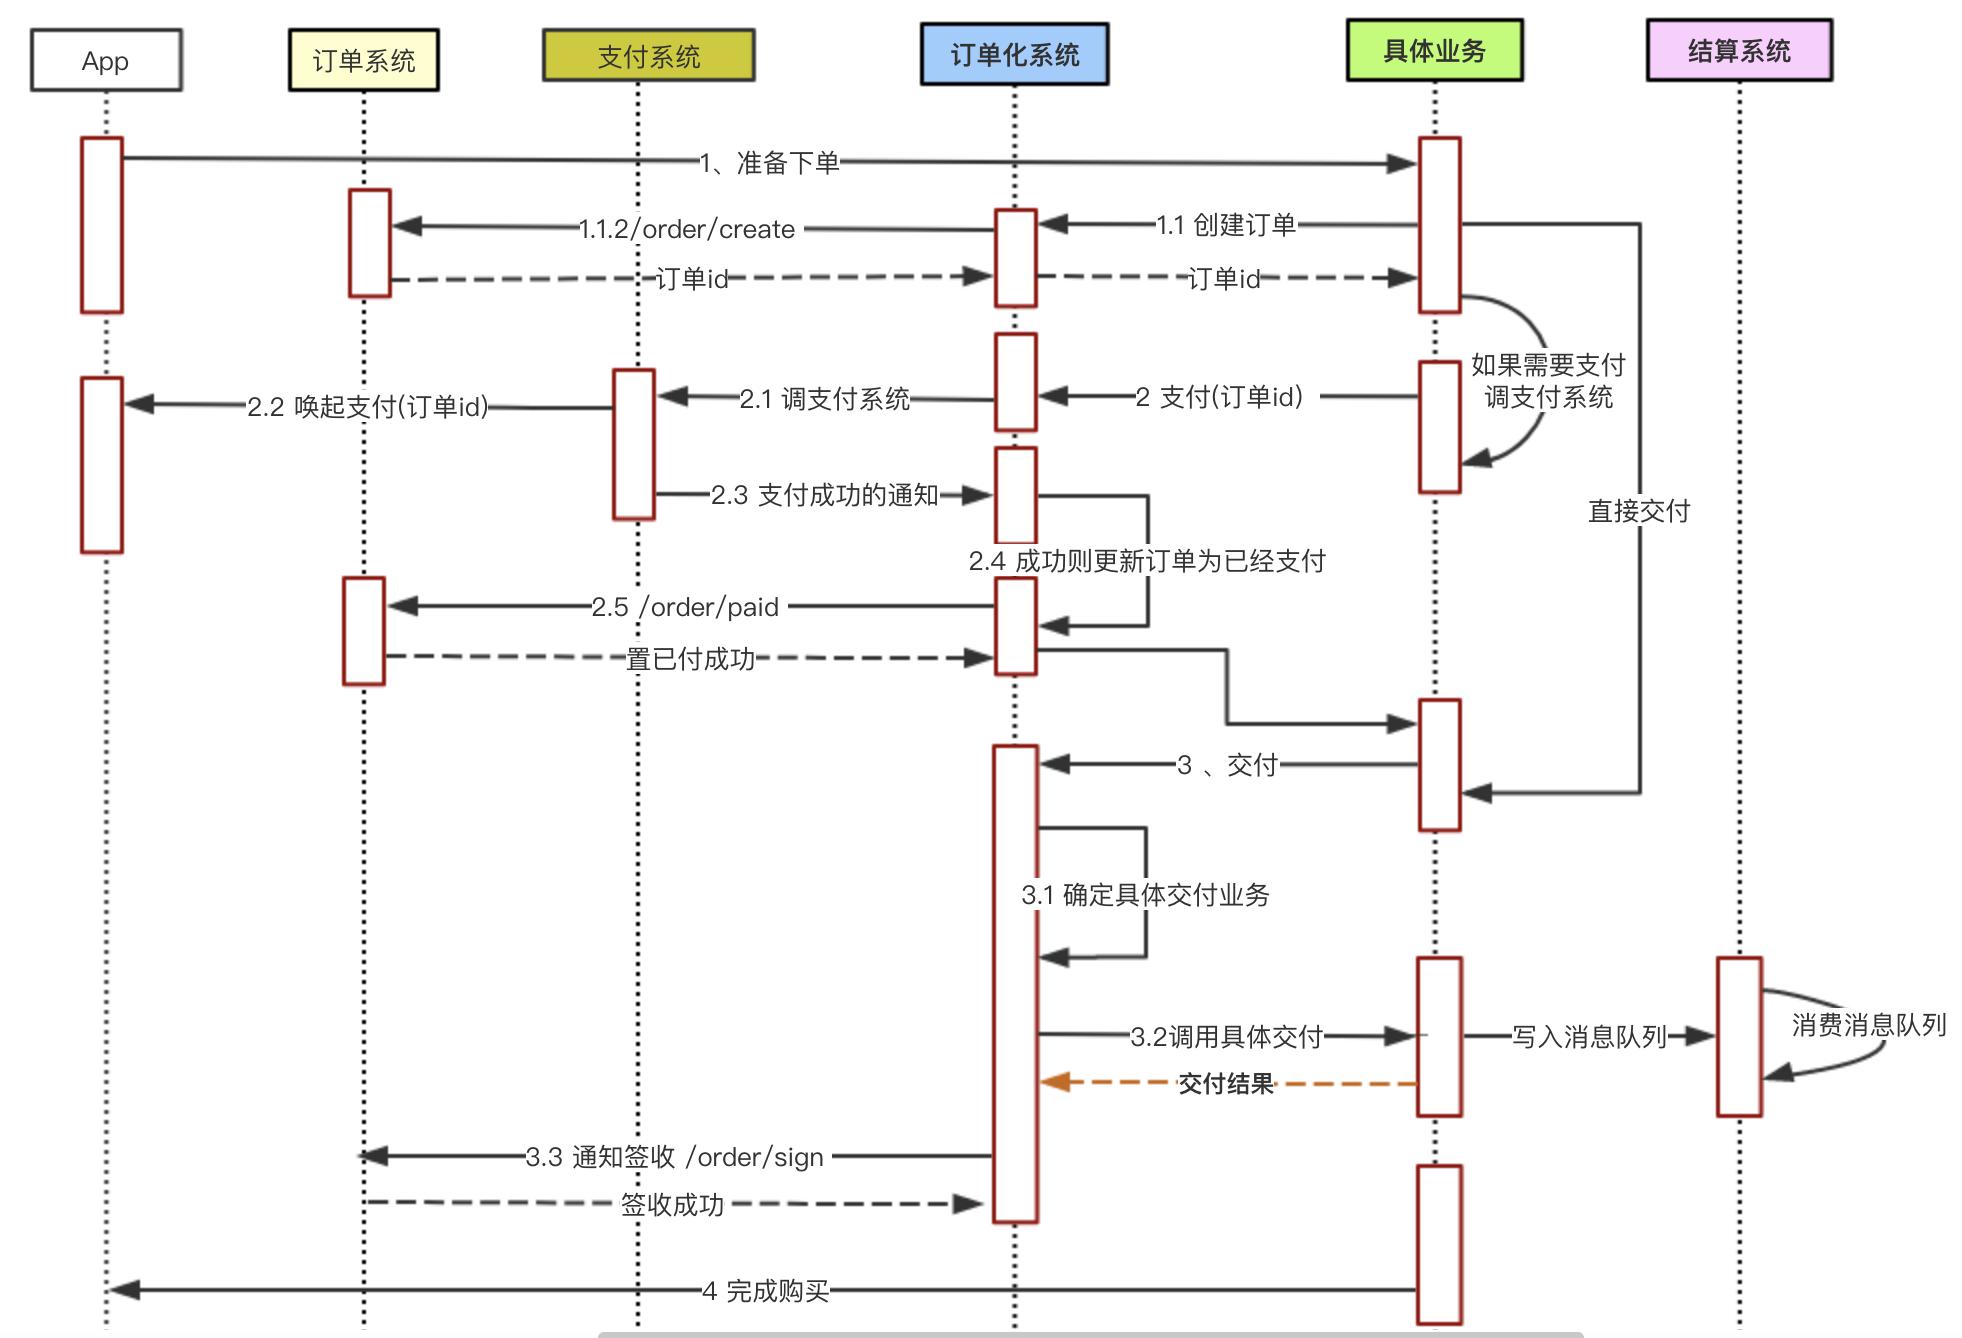 App
订单系统
支付系统
订单化系统
具体业务
结算系统
1、准备下单
1.1.2/order/create
1.1 创建订单
订单id
订单id
如果需要支付
调支付系统
2.2 唤起支付(订单id)
2.1 调支付系统
2 支付(订单id)
2.3 支付成功的通知
直接交付
2.4 成功则更新订单为已经支付
2.5 /order/paid
置已付成功
3 、交付
3.1 确定具体交付业务
3.2调用具体交付
写入消息队列
消费消息队列
交付结果
3.3 通知签收 /order/sign
签收成功
4 完成购买